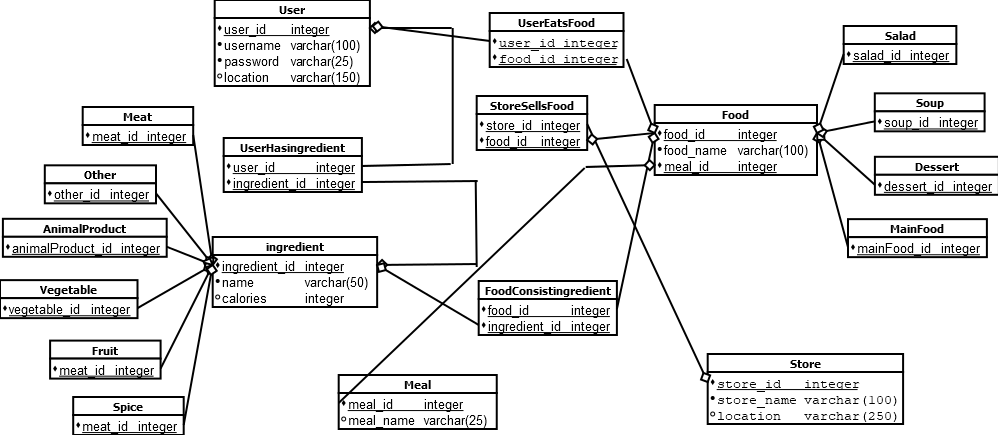 User
user_id integer
username varchar(100)
password varchar(25)
location varchar(150)
UserEatsFood
user_id integer
food_id integer
Salad
salad_id integer
StoreSellsFood
store_id integer
food_id integer
Food
food_id integer
food_name varchar(100)
meal_id integer
Soup
soup_id integer
Meat
meat_id integer
UserHasingredient
user_id integer
ingredient_id integer
Other
other_id integer
Dessert
dessert_id integer
AnimalProduct
animalProduct_id integer
ingredient
ingredient_id integer
name varchar(50)
calories integer
MainFood
mainFood_id integer
Vegetable
vegetable_id integer
FoodConsistingredient
food_id integer
ingredient_id integer
Fruit
meat_id integer
Meal
meal_id integer
meal_name varchar(25)
Store
store_id integer
store_name varchar(100)
location varchar(250)
Spice
meat_id integer